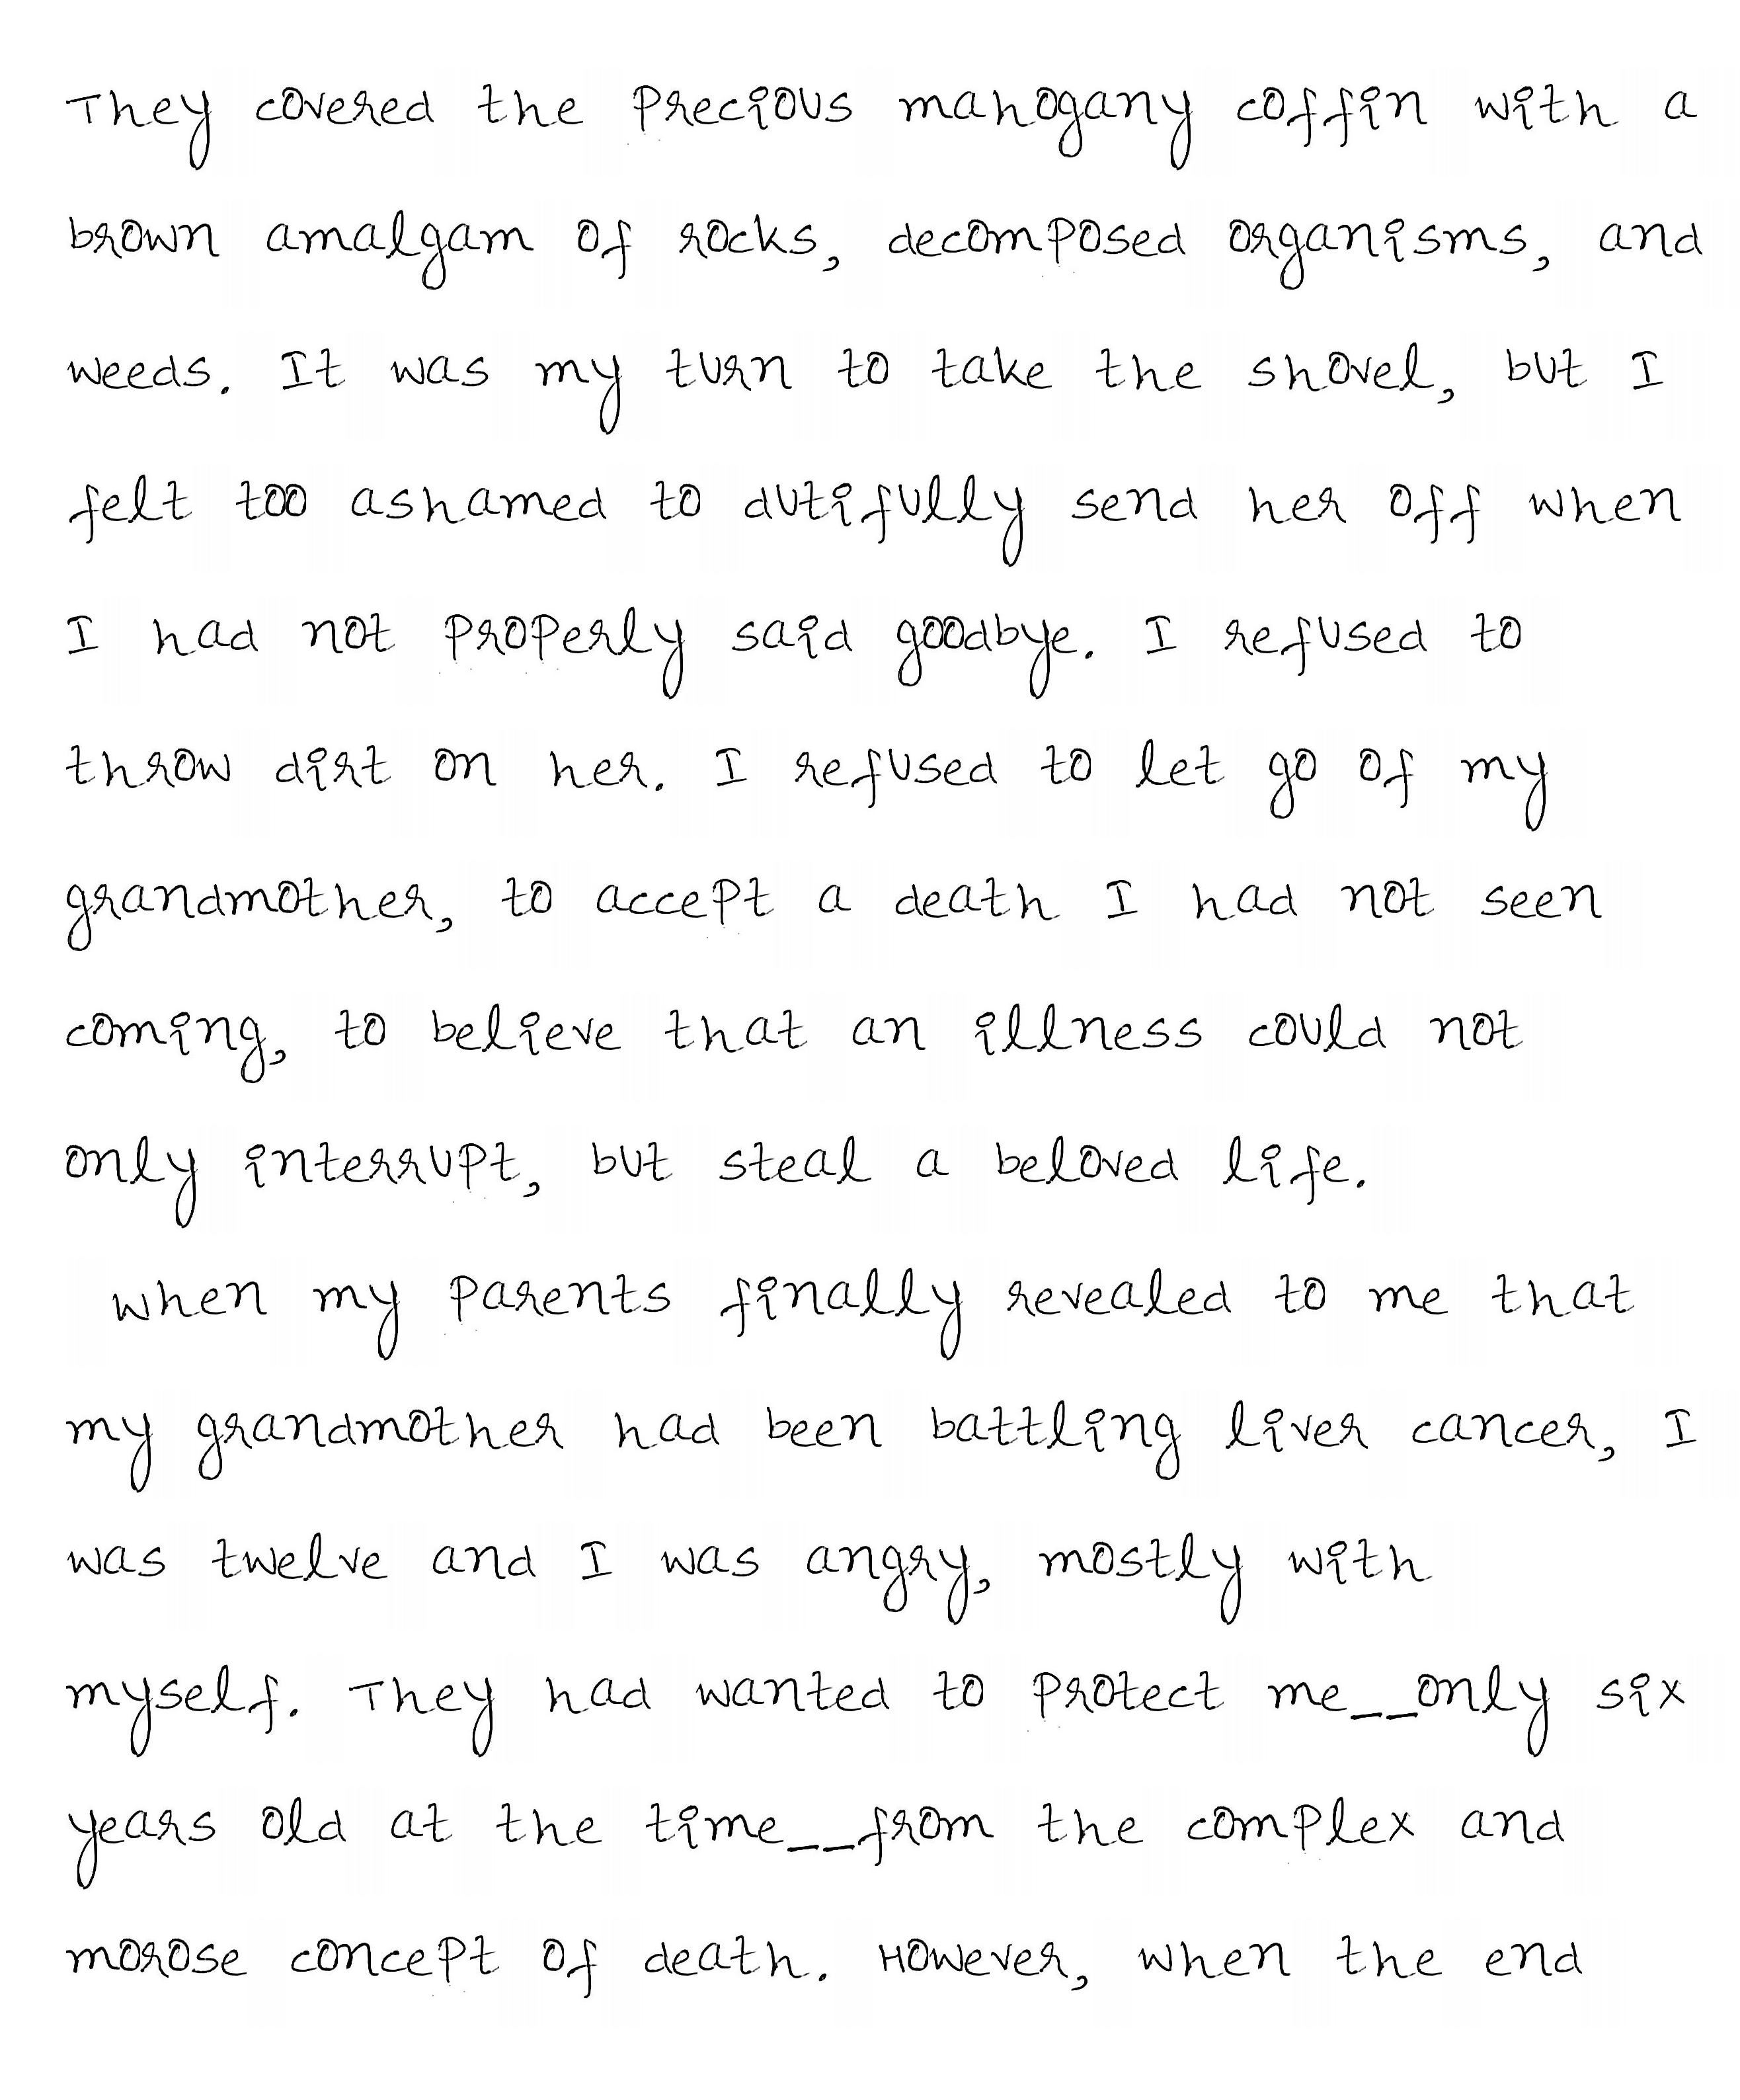 They covered the precious mahogany coffin with a
brown amalgam of rocks, decomposed organisms, and
weeds. It was my turn to take the shovel, but I
felt too ashamed to dutifully send her off when
I had not properly said goodbye. I refused to
throw dirt on her. I refused to let go of my
grandmother, to accept a death I had not seen
coming, to believe that an illness could not
only interrupt, but steal a beloved life.
When my parents finally revealed to me that
my grandmother had been battling liver cancer, I
was twelve and I was angry, mostly with
myself. They had wanted to protect me__only six
years old at the time__from the complex and
morose concept of death. However, when the end